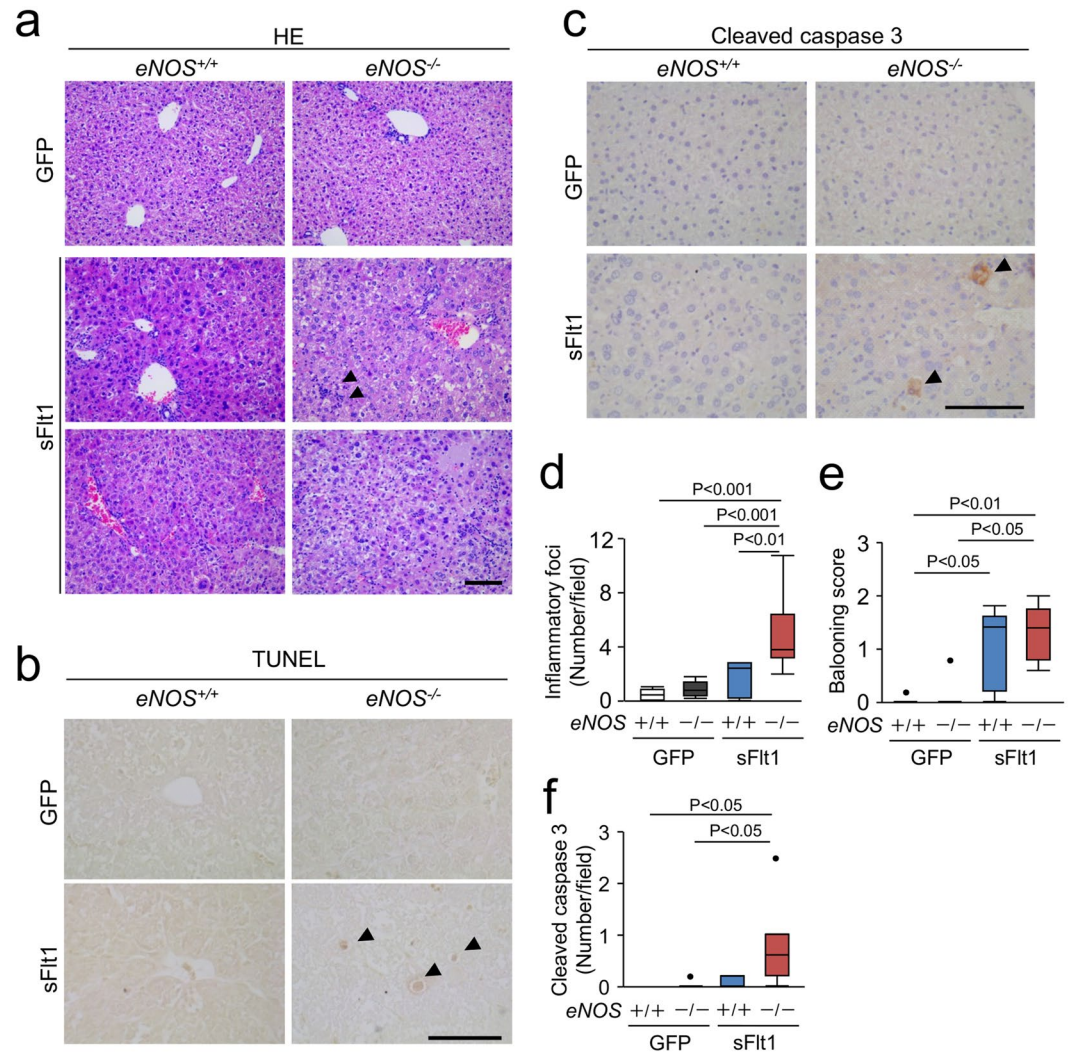 a
HE
eNOS+/+
eNOS-/-
GFP
sFlt1
b
TUNEL
eNOS+/+
eNOS-/-
GFP
sFlt1
c
Cleaved caspase 3
eNOS+/+
eNOS-/-
GFP
sFlt1
d
P<0.001
P<0.001
P<0.01
12
8
4
0
Inflammatory foci
(Number/field)
eNOS +/+ −/− +/+ −/−
GFP sFlt1
e
P<0.01
P<0.05
P<0.05
3
2
1
0
Balooning score
eNOS +/+ −/− +/+ −/−
GFP sFlt1
f
P<0.05
P<0.05
3
2
1
0
Cleaved caspase 3
(Number/field)
eNOS +/+ −/− +/+ −/−
GFP sFlt1